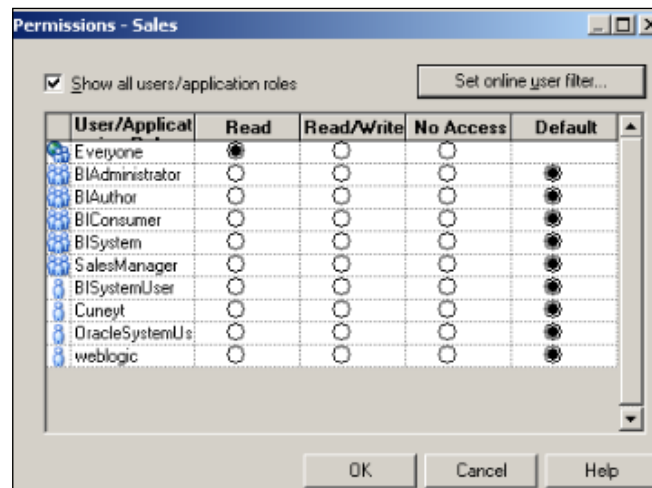 Permissions - Sales
Show all users/application roles
Set online user filter...
User/Applicat Read Read/Write No Access Default
Everyone
BIAdministrator
BIAuthor
BIConsumer
BISystem
SalesManager
BISystemUser
Cuneyt
OracleSystemUs
weblogic
OK Cancel Help